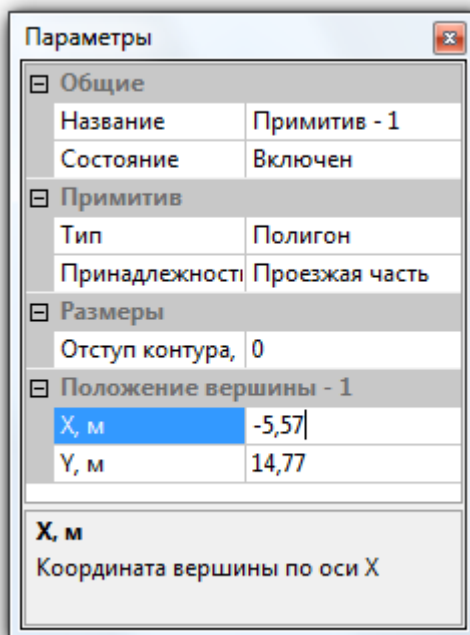 Параметры
Общие
Название Примитив - 1
Состояние Включен
Примитив
Тип Полигон
Принадлежност Проезжая часть
Размеры
Отступ контура, 0
Положение вершины - 1
X, м -5,57
Y, м 14,77
X, м
Координата вершины по оси X